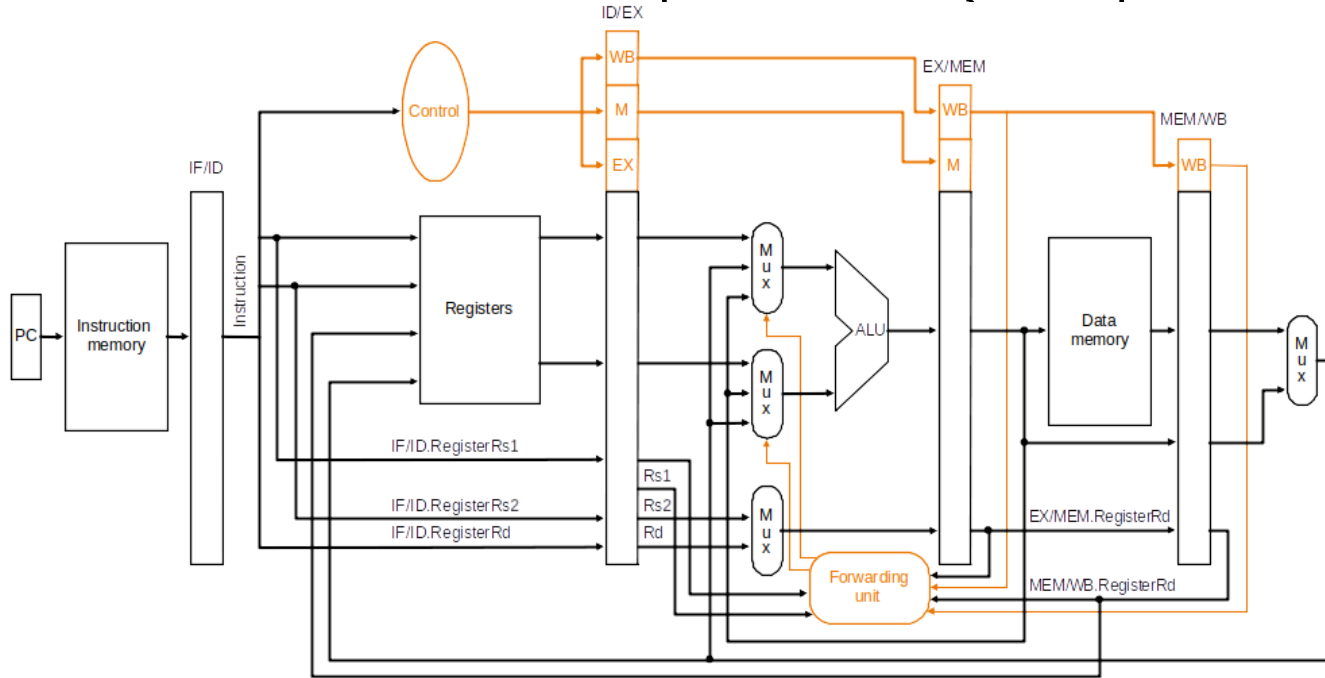 ID/EX
WB
EX/MEM
Control
M
WB
MEM/WB
IF/ID
EX
M
WB
Instruction
PC
Instruction
memory
Registers
M
u
x
ALU
Data
memory
M
u
x
M
u
x
IF/ID.RegisterRs1
Rs1
IF/ID.RegisterRs2
Rs2
M
u
x
EX/MEM.RegisterRd
IF/ID.RegisterRd
Rd
Forwarding
unit
MEM/WB.RegisterRd